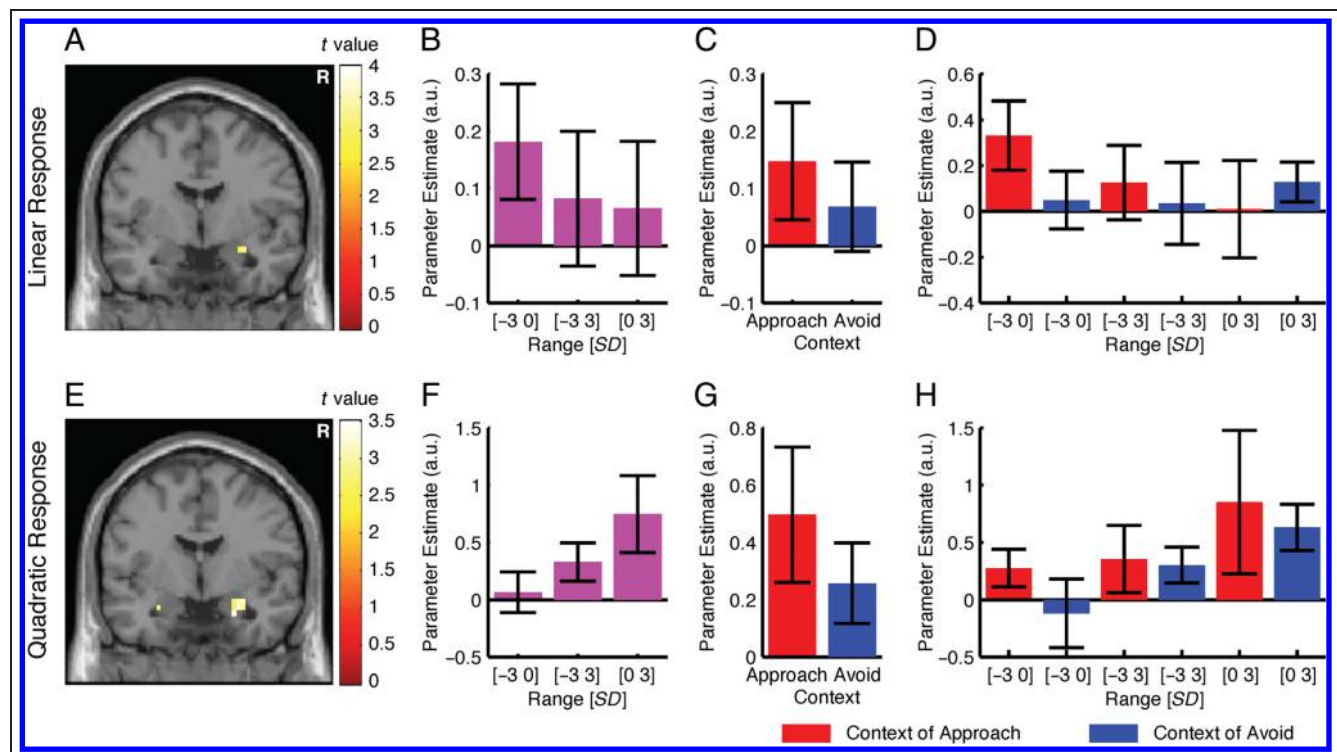 Linear Response
A
t value
R
4
3.5
3
2.5
2
1.5
1
0.5
0
B
Parameter Estimate (a.u.)
0.3
0.2
0.1
0
−0.1
[−3 0] [−3 3] [0 3]
Range [SD]
C
Parameter Estimate (a.u.)
0.3
0.2
0.1
0
−0.1
Approach Avoid
Context
D
Parameter Estimate (a.u.)
0.6
0.4
0.2
0
−0.2
−0.4
[−3 0] [−3 0] [−3 3] [−3 3] [0 3] [0 3]
Range [SD]
Quadratic Response
E
t value
R
3.5
3
2.5
2
1.5
1
0.5
0
F
Parameter Estimate (a.u.)
1.5
1
0.5
0
−0.5
[−3 0] [−3 3] [0 3]
Range [SD]
G
Parameter Estimate (a.u.)
0.8
0.6
0.4
0.2
0
Approach Avoid
Context
H
Parameter Estimate (a.u.)
1.5
1
0.5
0
−0.5
[−3 0] [−3 0] [−3 3] [−3 3] [0 3] [0 3]
Range [SD]
Context of Approach
Context of Avoid